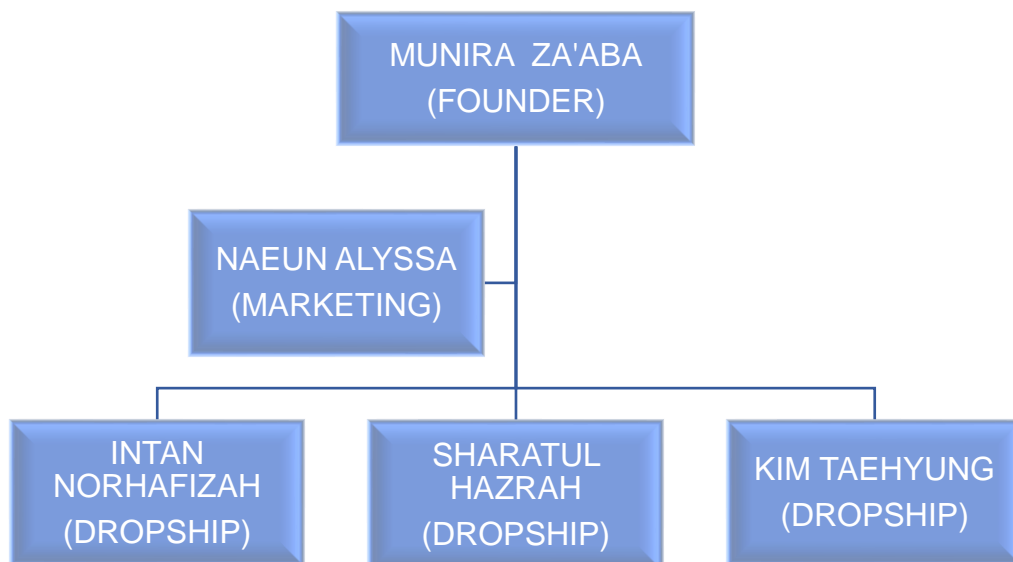 MUNIRA  ZA'ABA
(FOUNDER)
NAEUN ALYSSA
(MARKETING)
INTAN
NORHAFIZAH
(DROPSHIP)
SHARATUL
HAZRAH
(DROPSHIP)
KIM TAEHYUNG
(DROPSHIP)